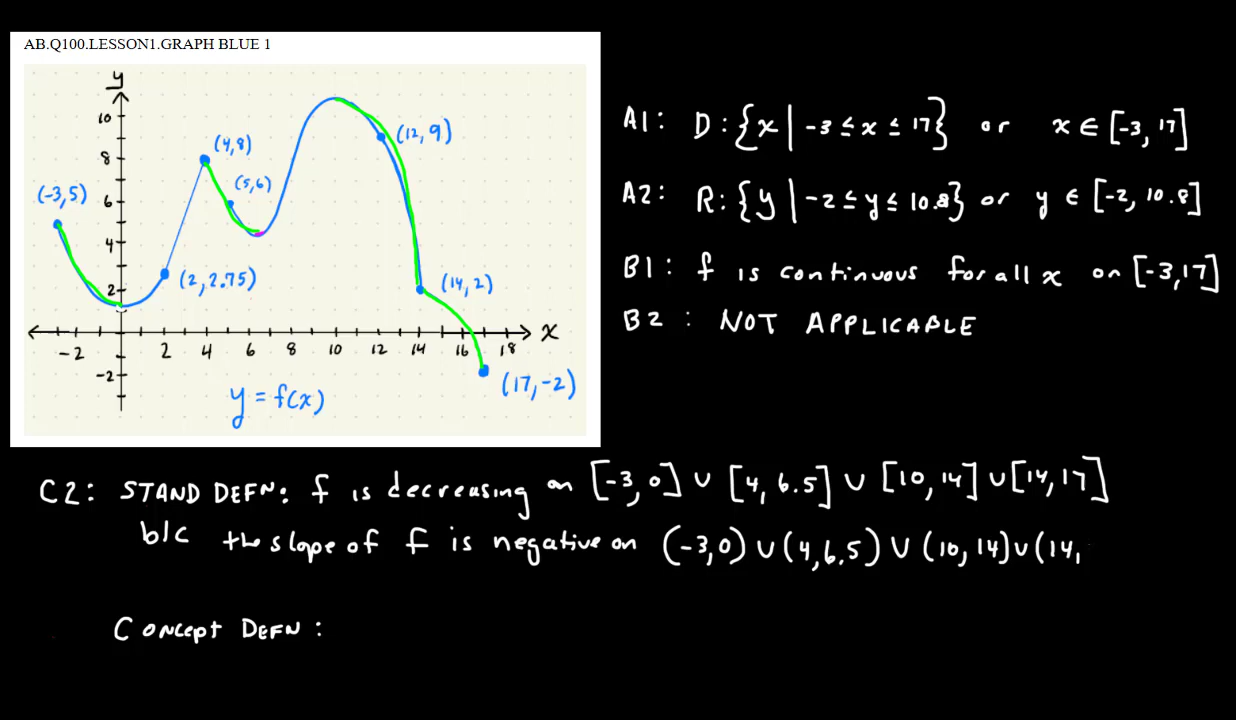 AB.Q100.LESSON1.GRAPH BLUE 1
y
10
8
6
4
2
-2
-2 2 4 6 8 10 12 14 16 18
x
(-3,5)
(4,8)
(5,6)
(2, 2.75)
(12, 9)
(14, 2)
(17, -2)
y = f(x)
A1: D: {x | -3 ≤ x ≤ 17} or x ∈ [-3, 17]
A2: R: {y | -2 ≤ y ≤ 10.8} or y ∈ [-2, 10.8]
B1: f is continuous for all x on [-3,17]
B2: NOT APPLICABLE
C2: STAND DEFN: f is decreasing on [-3,0] ∪ [4, 6.5] ∪ [10,14] ∪ [14,17]
b/c the slope of f is negative on (-3,0) ∪ (4,6.5) ∪ (10,14) ∪ (14,
CONCEPT DEFN: